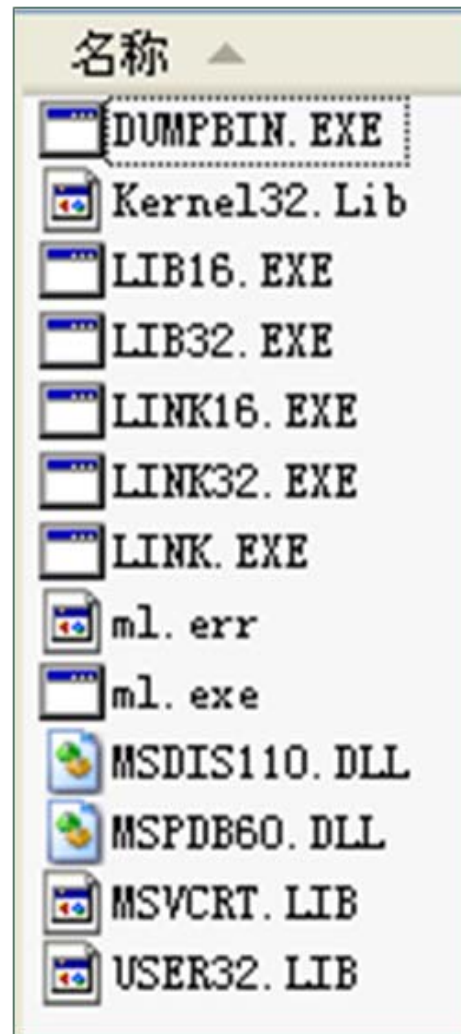 名称
DUMPBIN.EXE
Kernel32.Lib
LIB16.EXE
LIB32.EXE
LINK16.EXE
LINK32.EXE
LINK.EXE
ml.err
ml.exe
MSDIS110.DLL
MSPDB60.DLL
MSVCRT.LIB
USER32.LIB